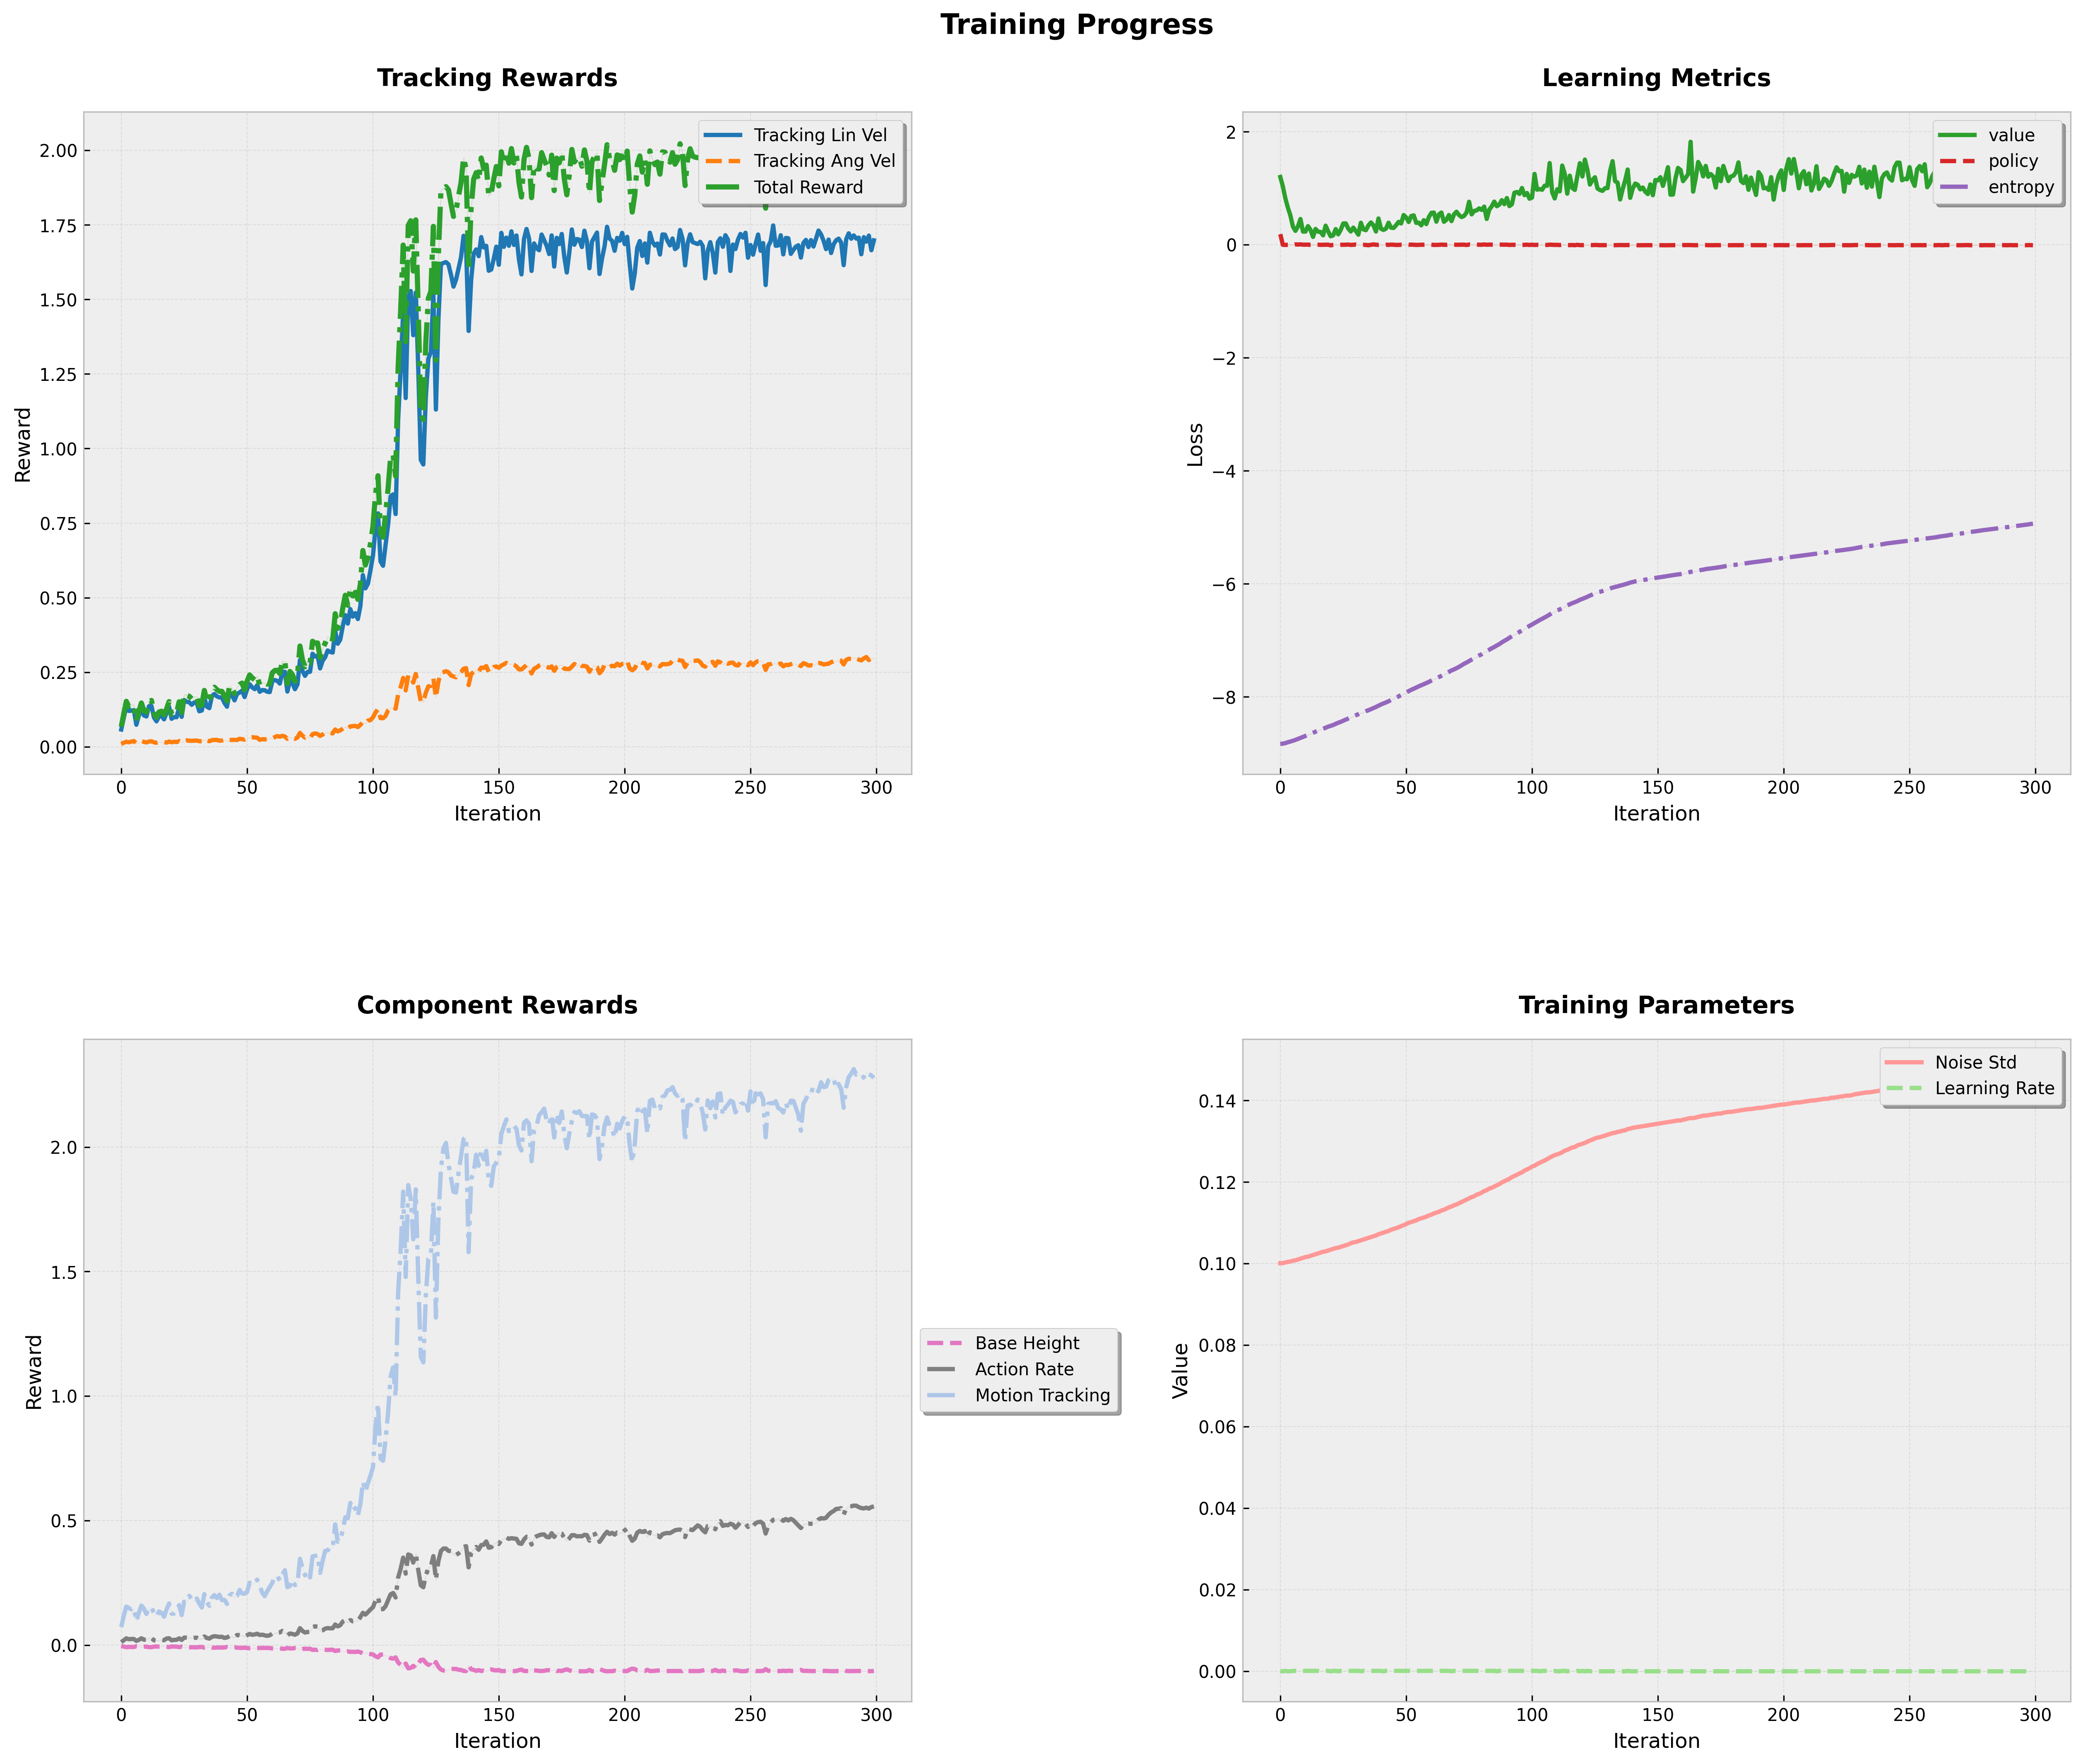 Training Progress
Tracking Rewards
Reward
2.00
1.75
1.50
1.25
1.00
0.75
0.50
0.25
0.00
0 50 100 150 200 250 300
Iteration
Tracking Lin Vel
Tracking Ang Vel
Total Reward
Learning Metrics
Loss
2
0
−2
−4
−6
−8
0 50 100 150 200 250 300
Iteration
value
policy
entropy
Component Rewards
Reward
2.0
1.5
1.0
0.5
0.0
0 50 100 150 200 250 300
Iteration
Base Height
Action Rate
Motion Tracking
Training Parameters
Value
0.14
0.12
0.10
0.08
0.06
0.04
0.02
0.00
0 50 100 150 200 250 300
Iteration
Noise Std
Learning Rate